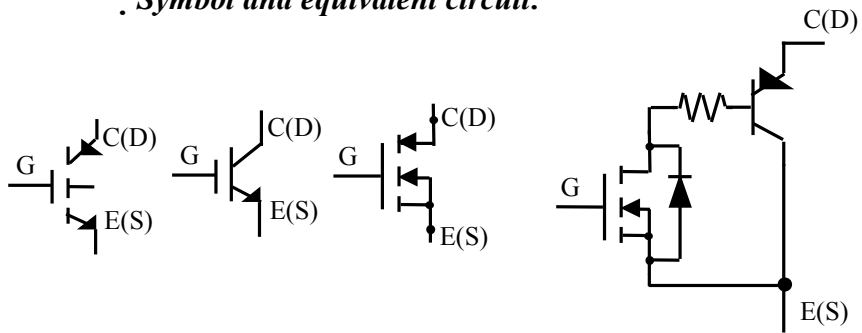 . Symbol and equivalent circuit.
G
C(D)
E(S)
G
C(D)
E(S)
G
C(D)
E(S)
G
C(D)
E(S)